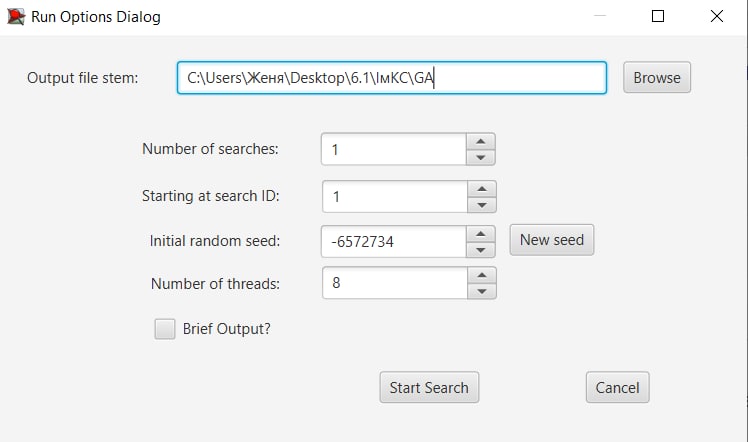 Run Options Dialog
Output file stem: C:\Users\Женя\Desktop\6.1\ІмКС\GA Browse
Number of searches: 1
Starting at search ID: 1
Initial random seed: -6572734 New seed
Number of threads: 8
Brief Output?
Start Search Cancel